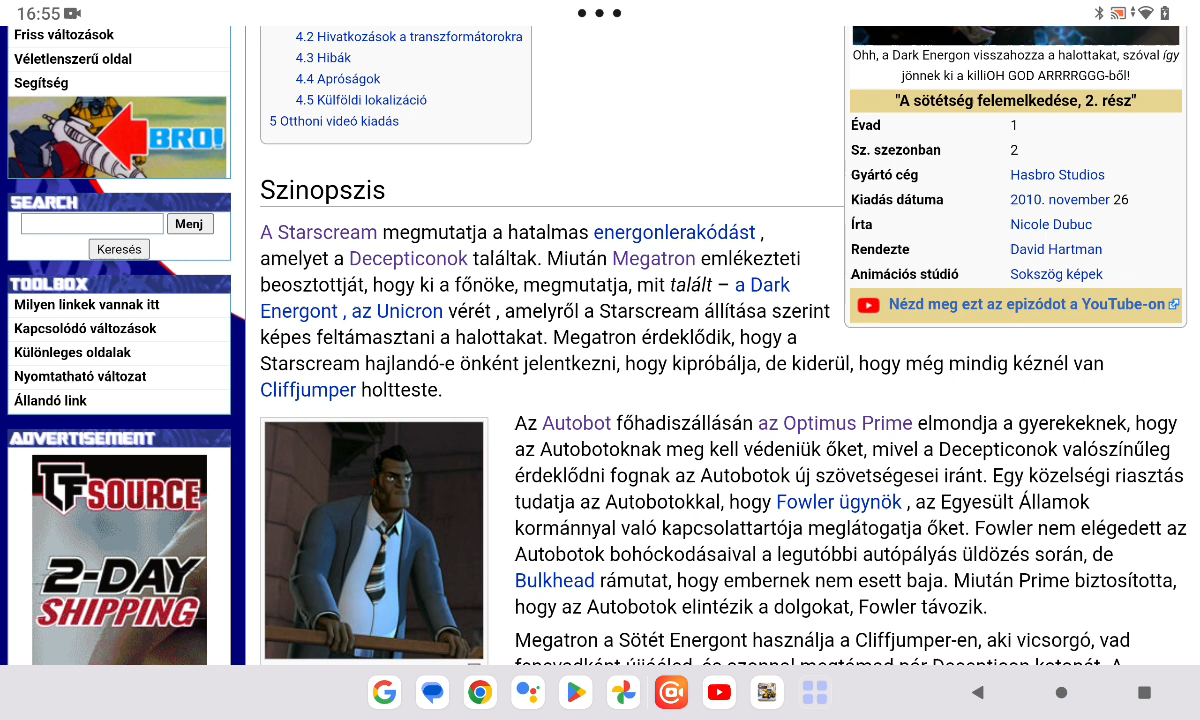 16:55
Friss változások
Véletlenszerű oldal
Segítség
BRO!
SEARCH
Menj
Keresés
TOOLBOX
Milyen linkek vannak itt
Kapcsolódó változások
Különleges oldalak
Nyomtatható változat
Állandó link
ADVERTISEMENT
TFSOURCE
2-DAY
SHIPPING
4.2 Hivatkozások a transzformátorokra
4.3 Hibák
4.4 Apróságok
4.5 Külföldi lokalizáció
5 Otthoni videó kiadás
Ohh, a Dark Energon visszahozza a halottakat, szóval így
jönnek ki a killiOH GOD ARRRRGGG-ből!
"A sötétség felemelkedése, 2. rész"
Évad 1
Sz. szezonban 2
Gyártó cég Hasbro Studios
Kiadás dátuma 2010. november 26
Írta Nicole Dubuc
Rendezte David Hartman
Animációs stúdió Sokszög képek
Nézd meg ezt az epizódot a YouTube-on
Szinopszis
A Starscream megmutatja a hatalmas energonlerakódást ,
amelyet a Decepticonok találtak. Miután Megatron emlékezteti
beosztottját, hogy ki a főnöke, megmutatja, mit talált – a Dark
Energont , az Unicron vérét , amelyről a Starscream állítása szerint
képes feltámasztani a halottakat. Megatron érdeklődik, hogy a
Starscream hajlandó-e önként jelentkezni, hogy kipróbálja, de kiderül, hogy még mindig kéznél van
Cliffjumper holtteste.
Az Autobot főhadiszállásán az Optimus Prime elmondja a gyerekeknek, hogy
az Autobotoknak meg kell védeniük őket, mivel a Decepticonok valószínűleg
érdeklődni fognak az Autobotok új szövetségesei iránt. Egy közelségi riasztás
tudatja az Autobotokkal, hogy Fowler ügynök , az Egyesült Államok
kormánnyal való kapcsolattartója meglátogatja őket. Fowler nem elégedett az
Autobotok bohóckodásaival a legutóbbi autópályás üldözés során, de
Bulkhead rámutat, hogy embernek nem esett baja. Miután Prime biztosította,
hogy az Autobotok elintézik a dolgokat, Fowler távozik.
Megatron a Sötét Energont használja a Cliffjumper-en, aki vicsorgó, vad